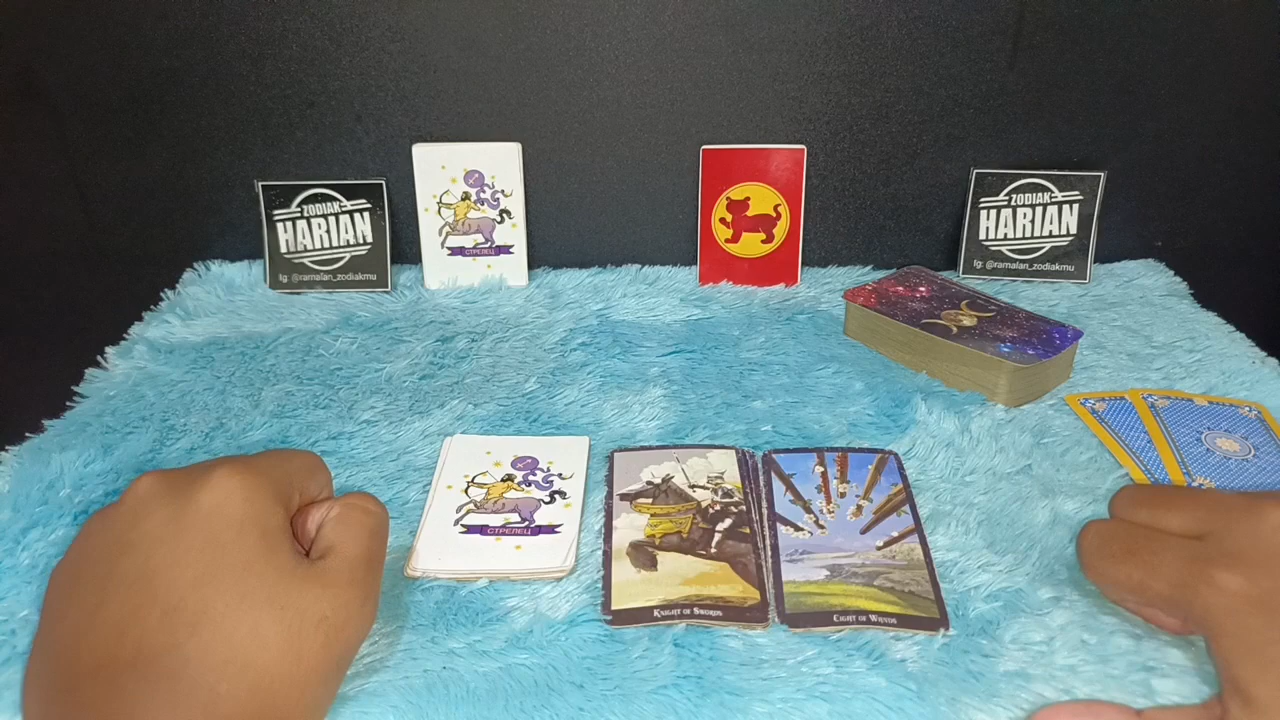 ZODIAK
HARIAN
Ig: @ramalan_zodiakmu
СТРЕЛЕЦ
ZODIAK
HARIAN
Ig: @ramalan_zodiakmu
СТРЕЛЕЦ
Knight of Swords
Eight of Wands